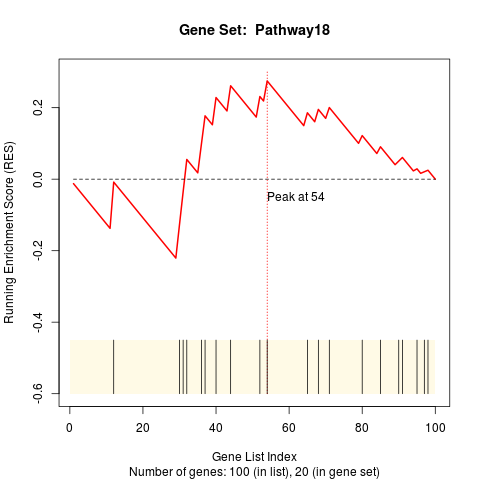 Gene Set:  Pathway18
Running Enrichment Score (RES)
0.2
0.0
-0.2
-0.4
-0.6
Peak at 54
0 20 40 60 80 100
Gene List Index
Number of genes: 100 (in list), 20 (in gene set)